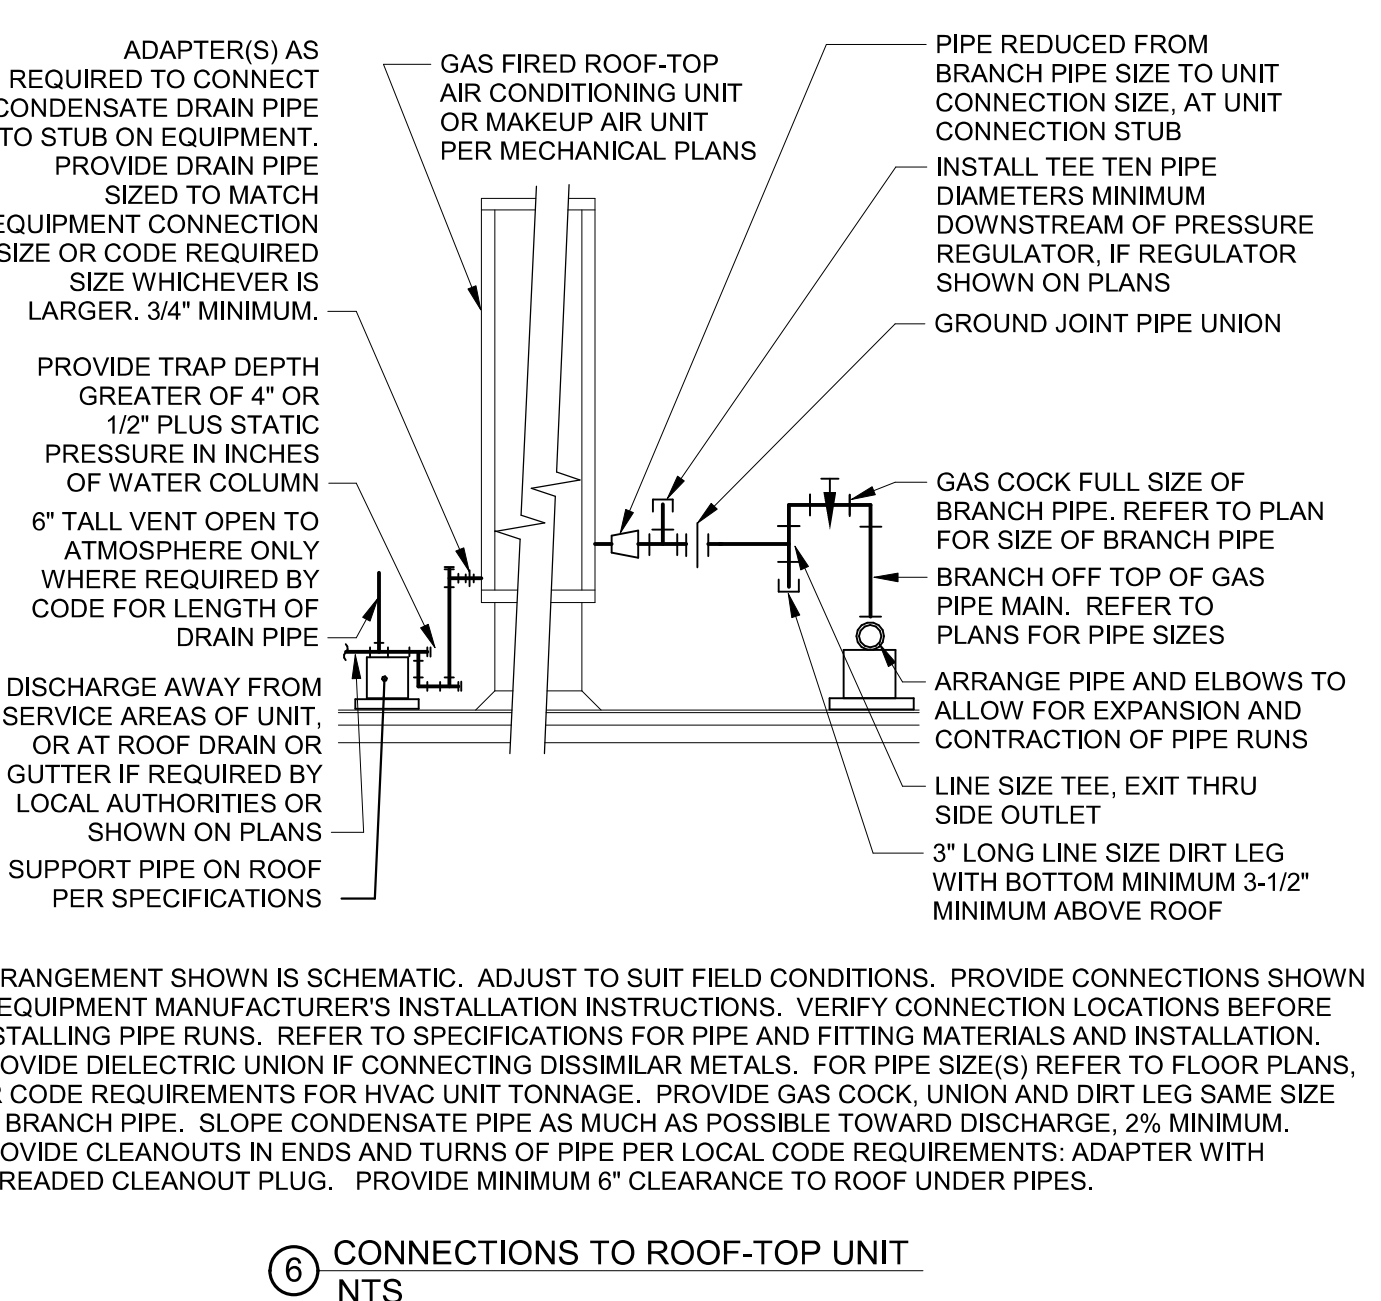 ADAPTER(S) AS
REQUIRED TO CONNECT
CONDENSATE DRAIN PIPE
TO STUB ON EQUIPMENT.
PROVIDE DRAIN PIPE
SIZED TO MATCH
EQUIPMENT CONNECTION
SIZE OR CODE REQUIRED
SIZE WHICHEVER IS
LARGER. 3/4" MINIMUM.
PROVIDE TRAP DEPTH
GREATER OF 4" OR
1/2" PLUS STATIC
PRESSURE IN INCHES
OF WATER COLUMN
6" TALL VENT OPEN TO
ATMOSPHERE ONLY
WHERE REQUIRED BY
CODE FOR LENGTH OF
DRAIN PIPE
DISCHARGE AWAY FROM
SERVICE AREAS OF UNIT,
OR AT ROOF DRAIN OR
GUTTER IF REQUIRED BY
LOCAL AUTHORITIES OR
SHOWN ON PLANS
SUPPORT PIPE ON ROOF
PER SPECIFICATIONS
GAS FIRED ROOF-TOP
AIR CONDITIONING UNIT
OR MAKEUP AIR UNIT
PER MECHANICAL PLANS
PIPE REDUCED FROM
BRANCH PIPE SIZE TO UNIT
CONNECTION SIZE, AT UNIT
CONNECTION STUB
INSTALL TEE TEN PIPE
DIAMETERS MINIMUM
DOWNSTREAM OF PRESSURE
REGULATOR, IF REGULATOR
SHOWN ON PLANS
GROUND JOINT PIPE UNION
GAS COCK FULL SIZE OF
BRANCH PIPE. REFER TO PLAN
FOR SIZE OF BRANCH PIPE
BRANCH OFF TOP OF GAS
PIPE MAIN.  REFER TO
PLANS FOR PIPE SIZES
ARRANGE PIPE AND ELBOWS TO
ALLOW FOR EXPANSION AND
CONTRACTION OF PIPE RUNS
LINE SIZE TEE, EXIT THRU
SIDE OUTLET
3" LONG LINE SIZE DIRT LEG
WITH BOTTOM MINIMUM 3-1/2"
MINIMUM ABOVE ROOF
RANGEMENT SHOWN IS SCHEMATIC.  ADJUST TO SUIT FIELD CONDITIONS.  PROVIDE CONNECTIONS SHOWN
EQUIPMENT MANUFACTURER'S INSTALLATION INSTRUCTIONS.  VERIFY CONNECTION LOCATIONS BEFORE
STALLING PIPE RUNS.  REFER TO SPECIFICATIONS FOR PIPE AND FITTING MATERIALS AND INSTALLATION.
OVIDE DIELECTRIC UNION IF CONNECTING DISSIMILAR METALS.  FOR PIPE SIZE(S) REFER TO FLOOR PLANS,
R CODE REQUIREMENTS FOR HVAC UNIT TONNAGE.  PROVIDE GAS COCK, UNION AND DIRT LEG SAME SIZE
BRANCH PIPE.  SLOPE CONDENSATE PIPE AS MUCH AS POSSIBLE TOWARD DISCHARGE, 2% MINIMUM.
OVIDE CLEANOUTS IN ENDS AND TURNS OF PIPE PER LOCAL CODE REQUIREMENTS: ADAPTER WITH
READED CLEANOUT PLUG.   PROVIDE MINIMUM 6" CLEARANCE TO ROOF UNDER PIPES.
6 CONNECTIONS TO ROOF-TOP UNIT
NTS